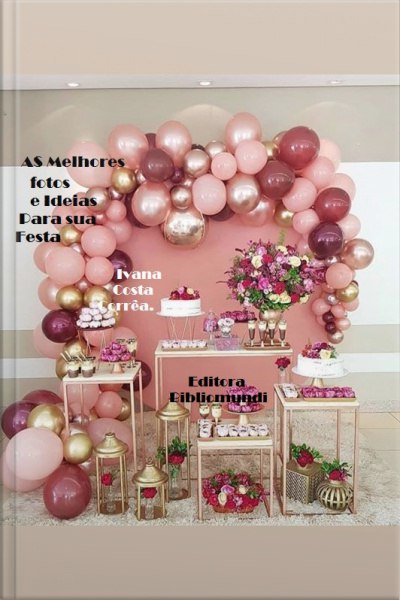 AS Melhores
fotos
e Ideias
Para sua
Festa
Ivana
Costa
Corrêa.
Editora
Bibliomundi